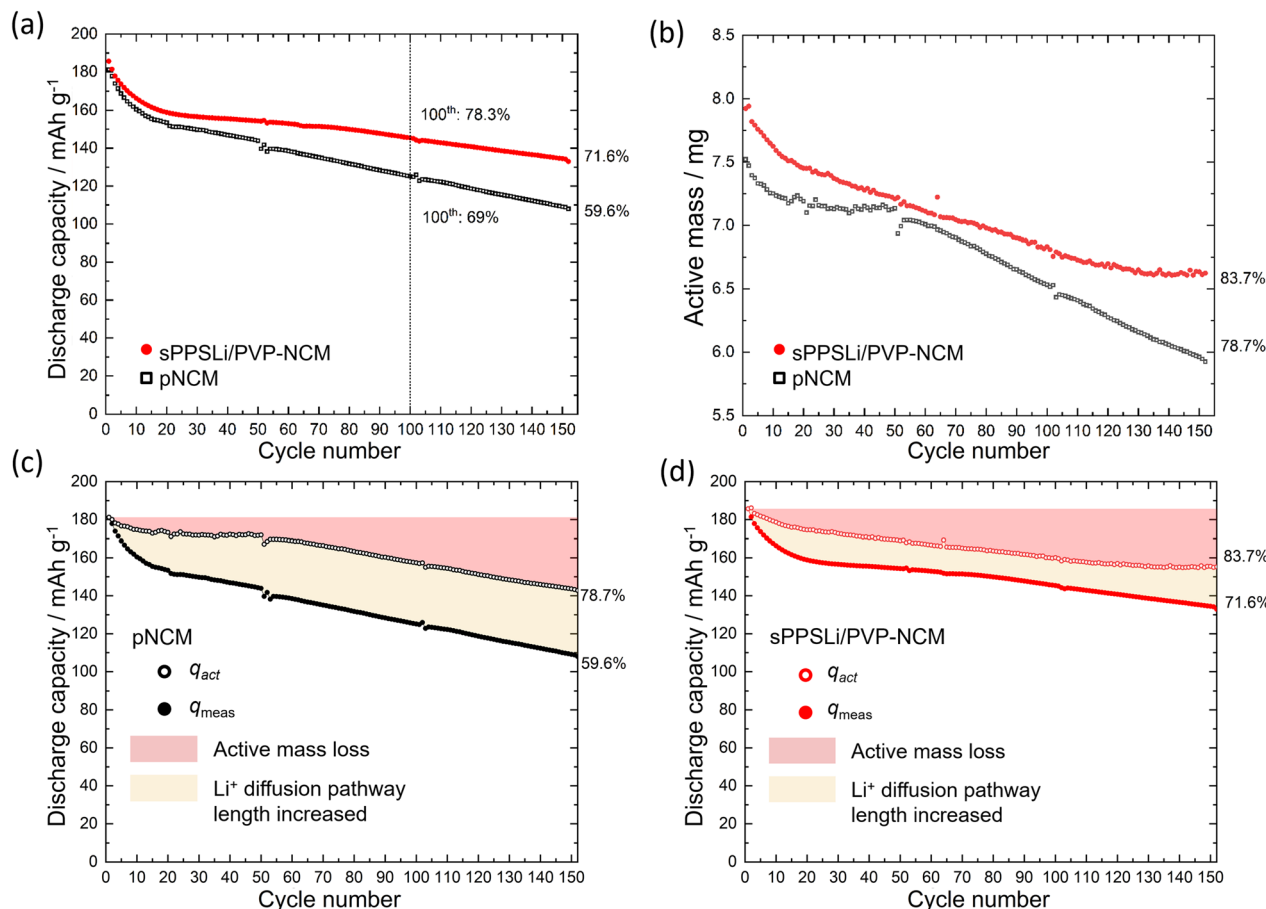 (a)
200
180
160
140
120
100
80
60
40
20
0
Discharge capacity / mAh g⁻¹
100ᵗʰ: 78.3%
100ᵗʰ: 69%
71.6%
59.6%
sPPSLi/PVP-NCM
pNCM
0 10 20 30 40 50 60 70 80 90 100 110 120 130 140 150
Cycle number
(b)
8.5
8.0
7.5
7.0
6.5
6.0
5.5
Active mass / mg
83.7%
78.7%
sPPSLi/PVP-NCM
pNCM
0 10 20 30 40 50 60 70 80 90 100 110 120 130 140 150
Cycle number
(c)
200
180
160
140
120
100
80
60
40
20
0
Discharge capacity / mAh g⁻¹
78.7%
59.6%
pNCM
qact
qmeas
Active mass loss
Li⁺ diffusion pathway
length increased
0 10 20 30 40 50 60 70 80 90 100 110 120 130 140 150
Cycle number
(d)
200
180
160
140
120
100
80
60
40
20
0
Discharge capacity / mAh g⁻¹
83.7%
71.6%
sPPSLi/PVP-NCM
qact
qmeas
Active mass loss
Li⁺ diffusion pathway
length increased
0 10 20 30 40 50 60 70 80 90 100 110 120 130 140 150
Cycle number